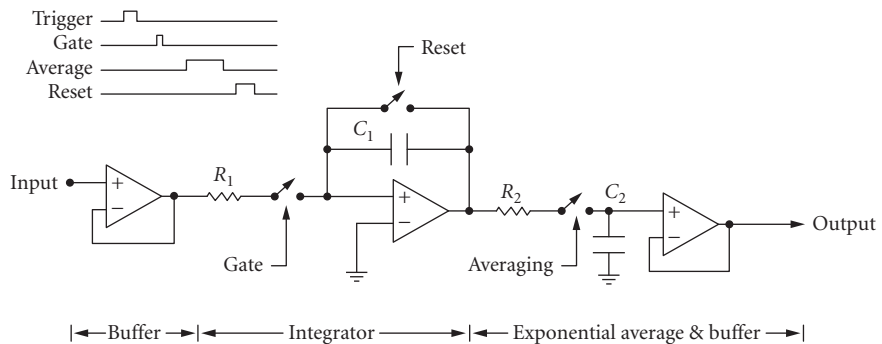 Trigger
Gate
Average
Reset
Reset
C1
Input
+
−
R1
Gate
+
−
R2
Averaging
C2
+
−
Output
Buffer
Integrator
Exponential average & buffer